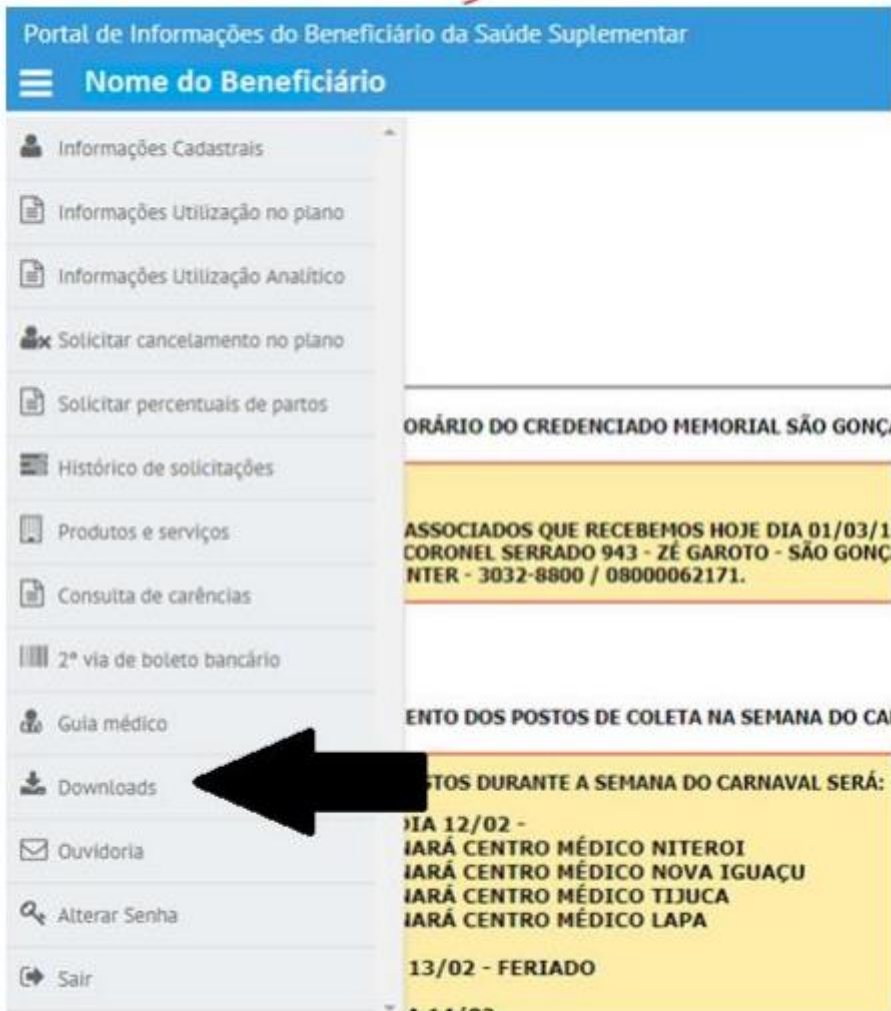 Portal de Informações do Beneficiário da Saúde Suplementar
Nome do Beneficiário
Informações Cadastrais
Informações Utilização no plano
Informações Utilização Analítico
Solicitar cancelamento no plano
Solicitar percentuais de partos
Histórico de solicitações
Produtos e serviços
Consulta de carências
2ª via de boleto bancário
Guia médico
Downloads
Ouvidoria
Alterar Senha
Sair
ORÁRIO DO CREDENCIADO MEMORIAL SÃO GONÇ
ASSOCIADOS QUE RECEBEMOS HOJE DIA 01/03/1
CORONEL SERRADO 943 - ZÉ GAROTO - SÃO GONÇ
NTER - 3032-8800 / 08000062171.
ENTO DOS POSTOS DE COLETA NA SEMANA DO CA
STOS DURANTE A SEMANA DO CARNAVAL SERÁ:
DIA 12/02 -
NARÁ CENTRO MÉDICO NITEROI
NARÁ CENTRO MÉDICO NOVA IGUAÇU
NARÁ CENTRO MÉDICO TIJUCA
NARÁ CENTRO MÉDICO LAPA
13/02 - FERIADO